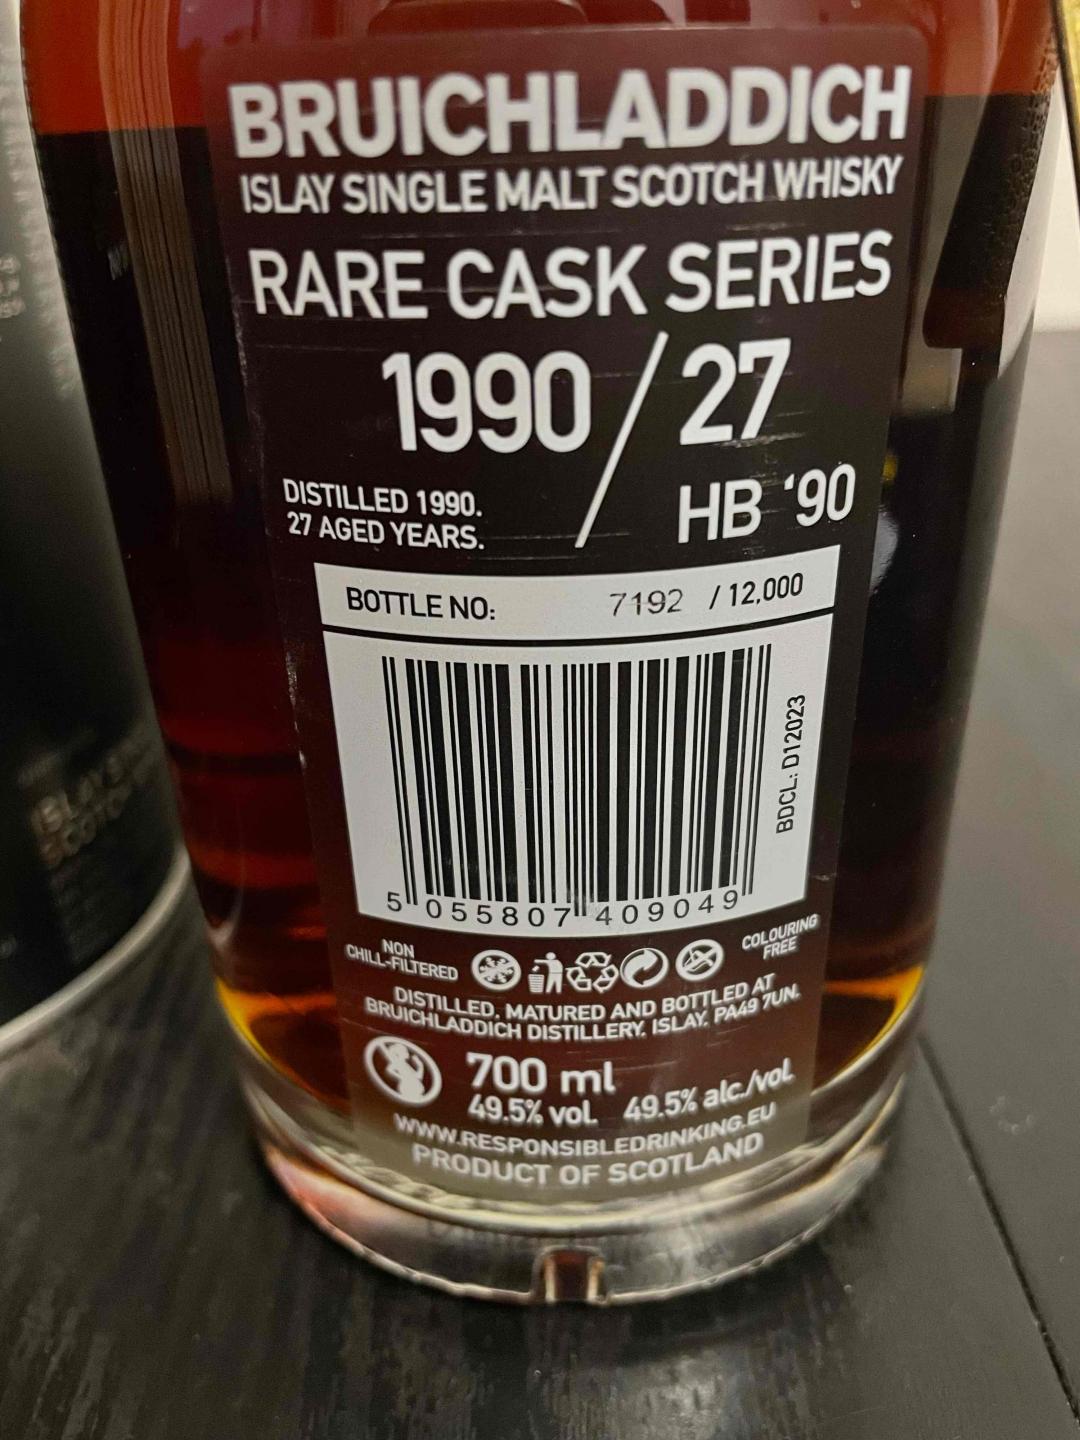 BRUICHLADDICH
ISLAY SINGLE MALT SCOTCH WHISKY
RARE CASK SERIES
1990 / 27
DISTILLED 1990.
27 AGED YEARS.
HB ‘90
BOTTLE NO: 7192 / 12,000
BDCL: D12023
5 055807 409049
NON
CHILL-FILTERED
COLOURING
FREE
DISTILLED, MATURED AND BOTTLED AT
BRUICHLADDICH DISTILLERY, ISLAY, PA49 7UN.
700 ml
49.5% vol. 49.5% alc./vol.
WWW.RESPONSIBLEDRINKING.EU
PRODUCT OF SCOTLAND